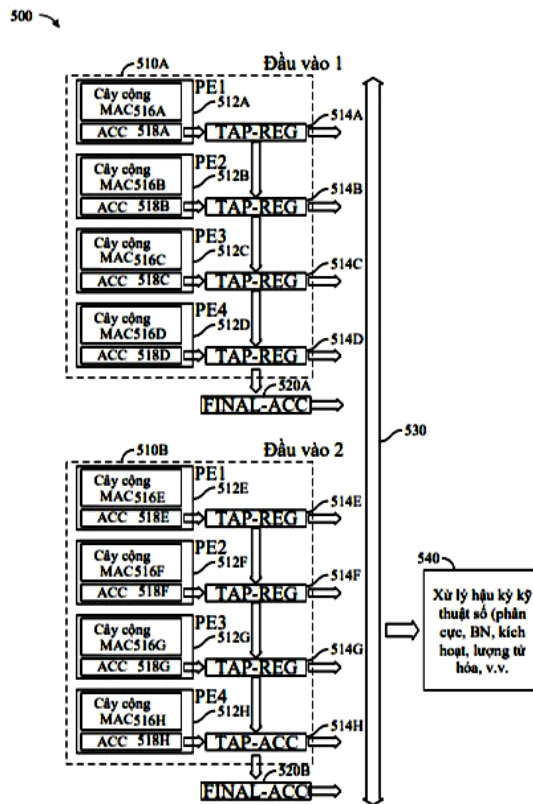 500
510A
Đầu vào 1
Cây cộng
MAC516A
PE1
512A
ACC 518A
TAP-REG
514A
Cây cộng
MAC516B
PE2
512B
ACC 518B
TAP-REG
514B
Cây cộng
MAC516C
PE3
512C
ACC 518C
TAP-REG
514C
Cây cộng
MAC516D
PE4
512D
ACC 518D
TAP-REG
514D
520A
FINAL-ACC
530
510B
Đầu vào 2
Cây cộng
MAC516E
PE1
512E
ACC 518E
TAP-REG
514E
Cây cộng
MAC516F
PE2
512F
ACC 518F
TAP-REG
514F
Cây cộng
MAC516G
PE3
512G
ACC 518G
TAP-REG
514G
Cây cộng
MAC516H
PE4
512H
ACC 518H
TAP-ACC
514H
520B
FINAL-ACC
540
Xử lý hậu kỳ kỹ
thuật số (phân
cực, BN, kích
hoạt, lượng tử
hóa, v.v.